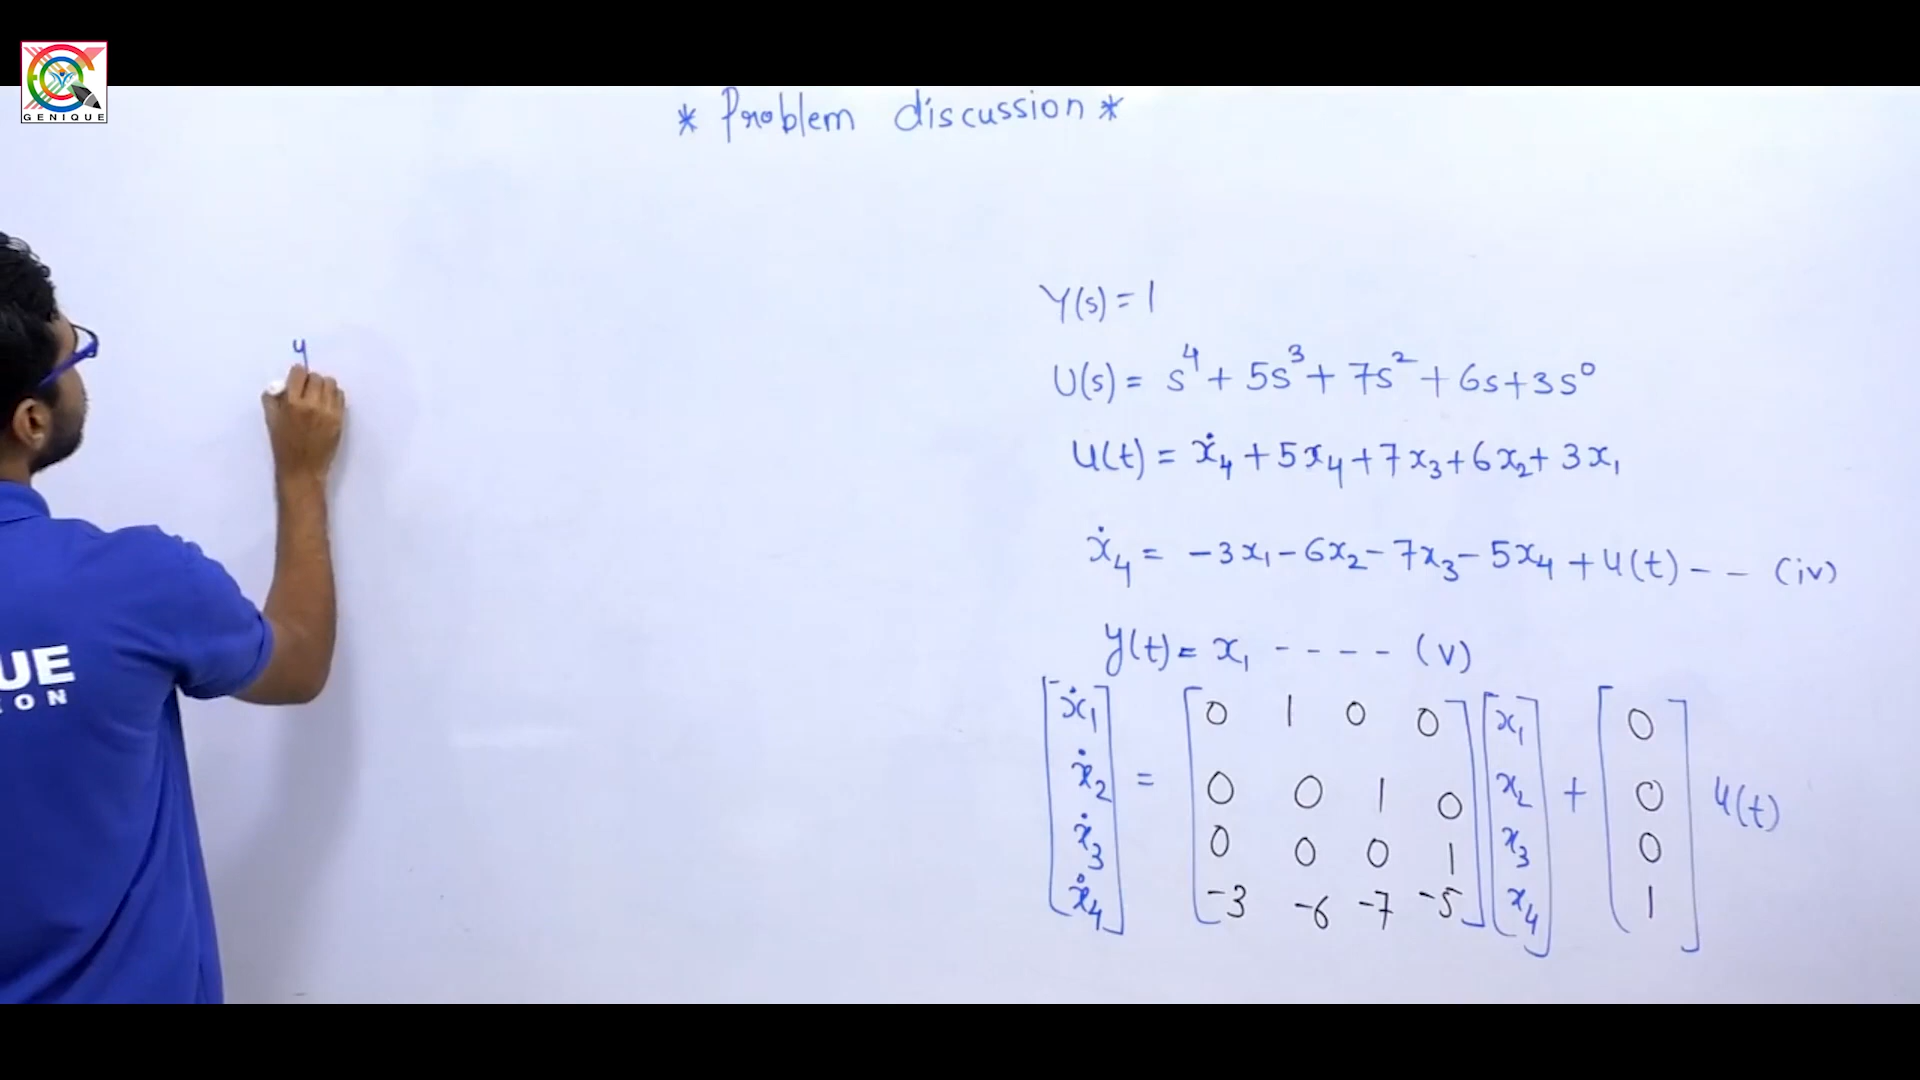 GENIQUE
* Problem discussion *
y
UE
ON
Y(s) = 1
U(s) = s⁴ + 5s³ + 7s² + 6s + 3s⁰
u(t) = ẋ₄ + 5x₄ + 7x₃ + 6x₂ + 3x₁
ẋ₄ = -3x₁ - 6x₂ - 7x₃ - 5x₄ + u(t) - - (iv)
y(t) = x₁ - - - - (v)
[ẋ₁ [0 1 0 0] [x₁ [0
ẋ₂ = 0 0 1 0 x₂ + 0 u(t)
ẋ₃ 0 0 0 1 x₃ 0
ẋ₄] -3 -6 -7 -5] x₄] 1]